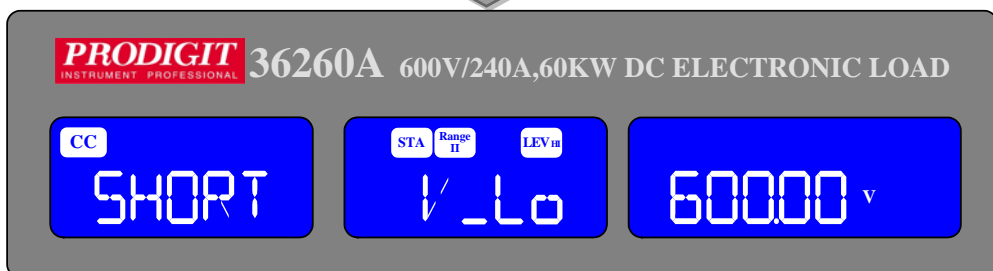 PRODIGIT
INSTRUMENT PROFESSIONAL
36260A 600V/240A,60KW DC ELECTRONIC LOAD
CC
STA Range II LEV HI
SHORT V_Lo 600.00 V